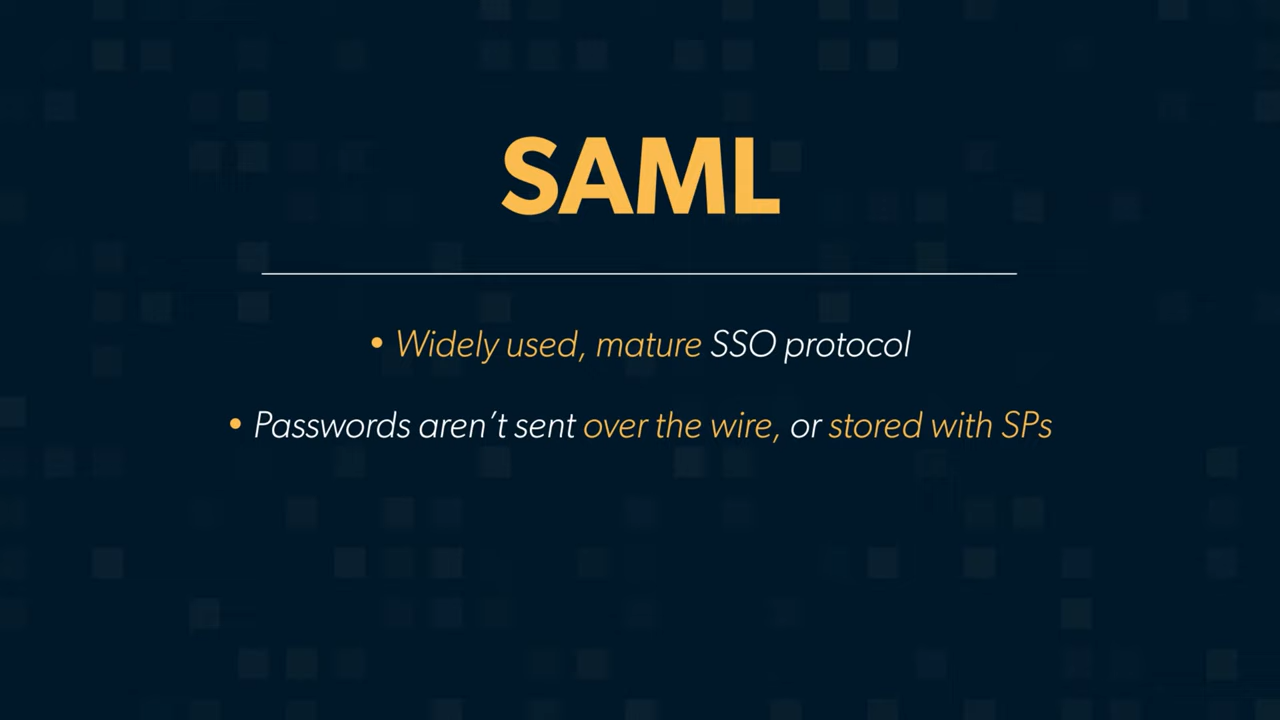 SAML
• Widely used, mature SSO protocol
• Passwords aren’t sent over the wire, or stored with SPs